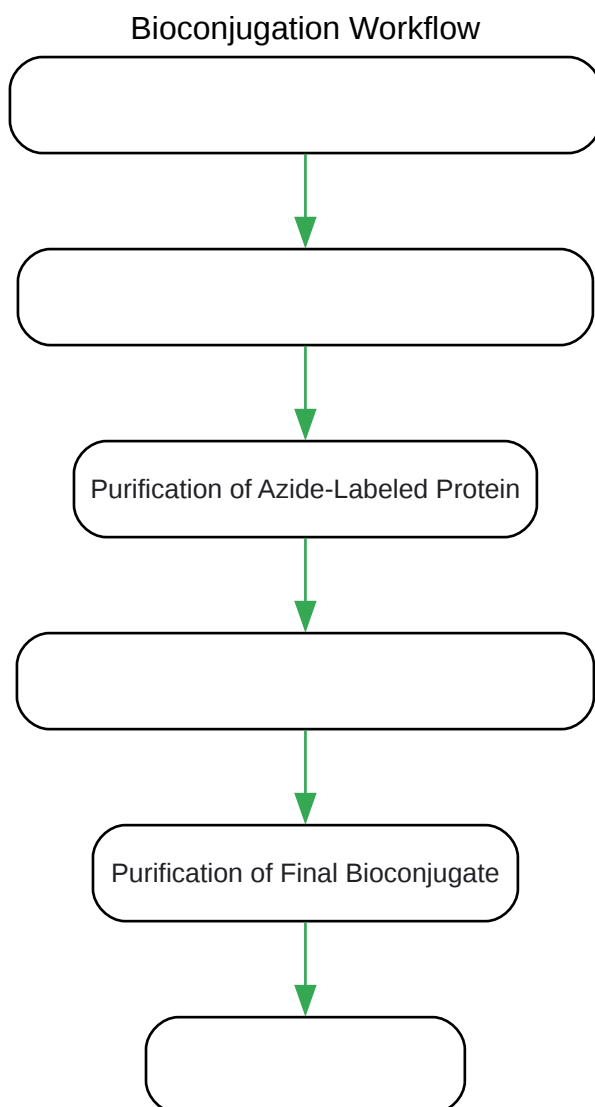 Bioconjugation Workflow
Purification of Azide-Labeled Protein
Purification of Final Bioconjugate